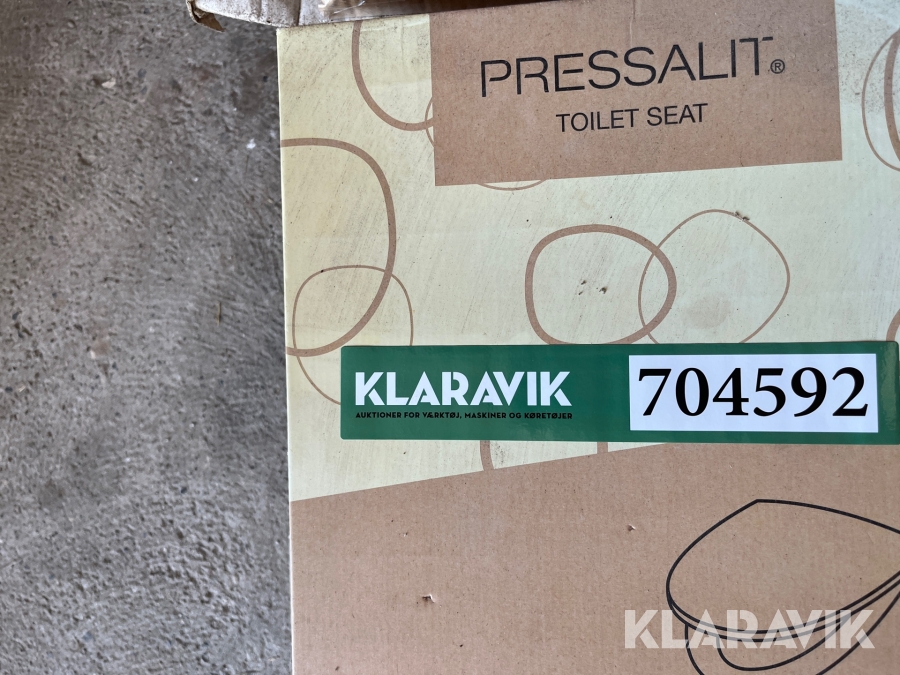 PRESSALIT®
TOILET SEAT
KLARAVIK
AUKTIONER FOR VÆRKTØJ, MASKINER OG KØRETØJER
704592
KLARAVIK